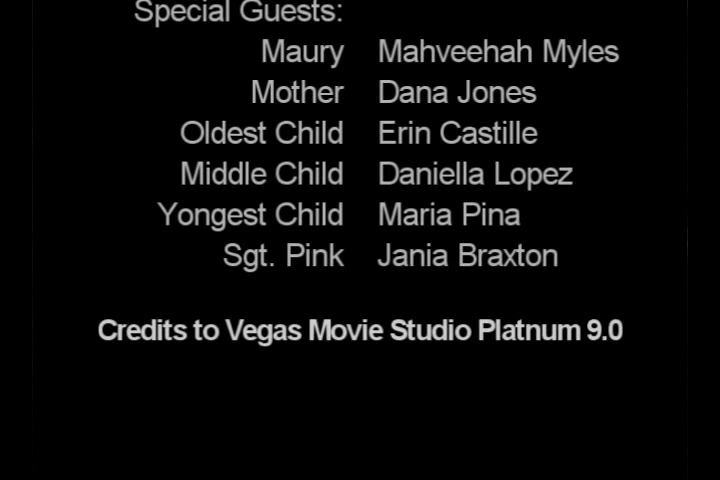 Special Guests:
Maury Mahveehah Myles
Mother Dana Jones
Oldest Child Erin Castille
Middle Child Daniella Lopez
Yongest Child Maria Pina
Sgt. Pink Jania Braxton
Credits to Vegas Movie Studio Platnum 9.0